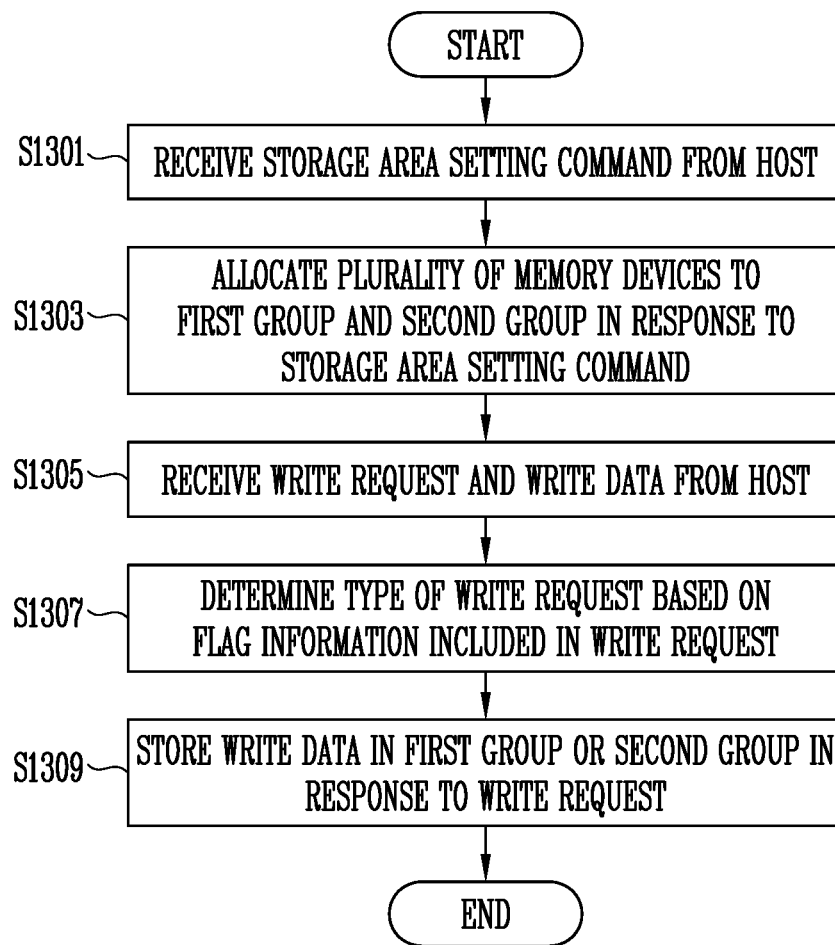 START
S1301
RECEIVE STORAGE AREA SETTING COMMAND FROM HOST
ALLOCATE PLURALITY OF MEMORY DEVICES TO
S1303
FIRST GROUP AND SECOND GROUP IN RESPONSE TO
STORAGE AREA SETTING COMMAND
S1305
RECEIVE WRITE REQUEST AND WRITE DATA FROM HOST
S1307
DETERMINE TYPE OF WRITE REQUEST BASED ON
FLAG INFORMATION INCLUDED IN WRITE REQUEST
S1309
STORE WRITE DATA IN FIRST GROUP OR SECOND GROUP IN
RESPONSE TO WRITE REQUEST
END